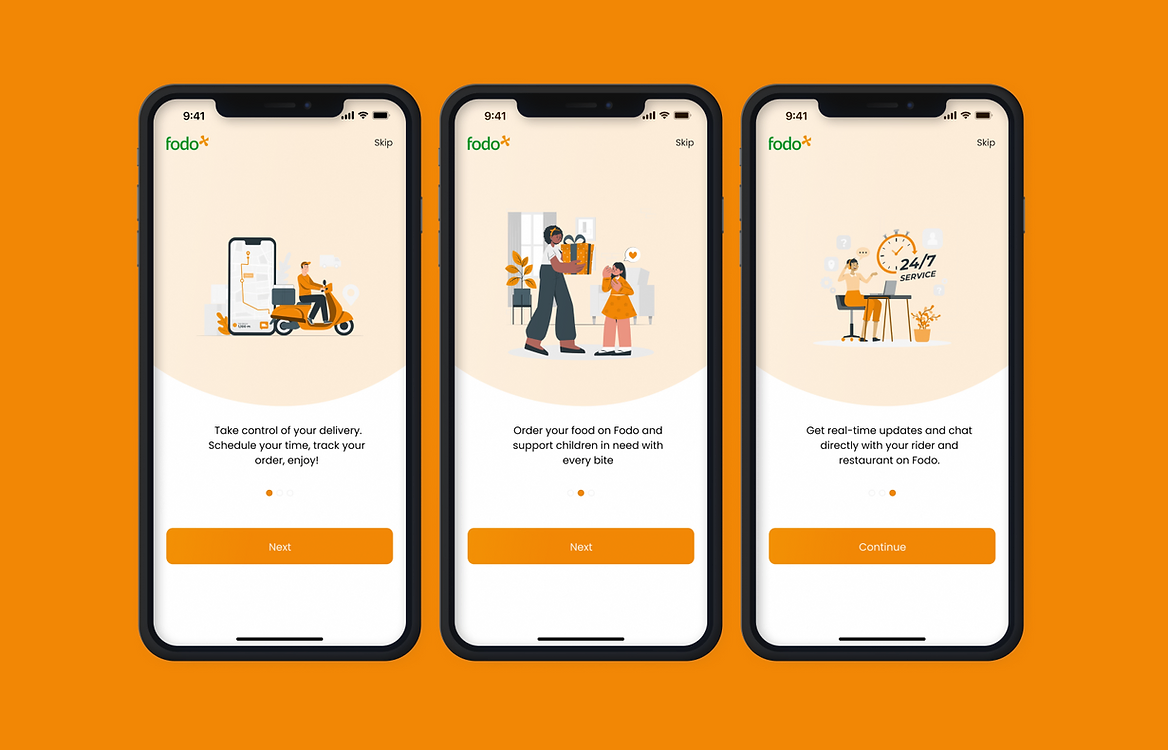 9:41
fodo
Skip
Take control of your delivery.
Schedule your time, track your
order, enjoy!
Next
9:41
fodo
Skip
Order your food on Fodo and
support children in need with
every bite
Next
9:41
fodo
Skip
?
24/7
SERVICE
Get real-time updates and chat
directly with your rider and
restaurant on Fodo.
Continue